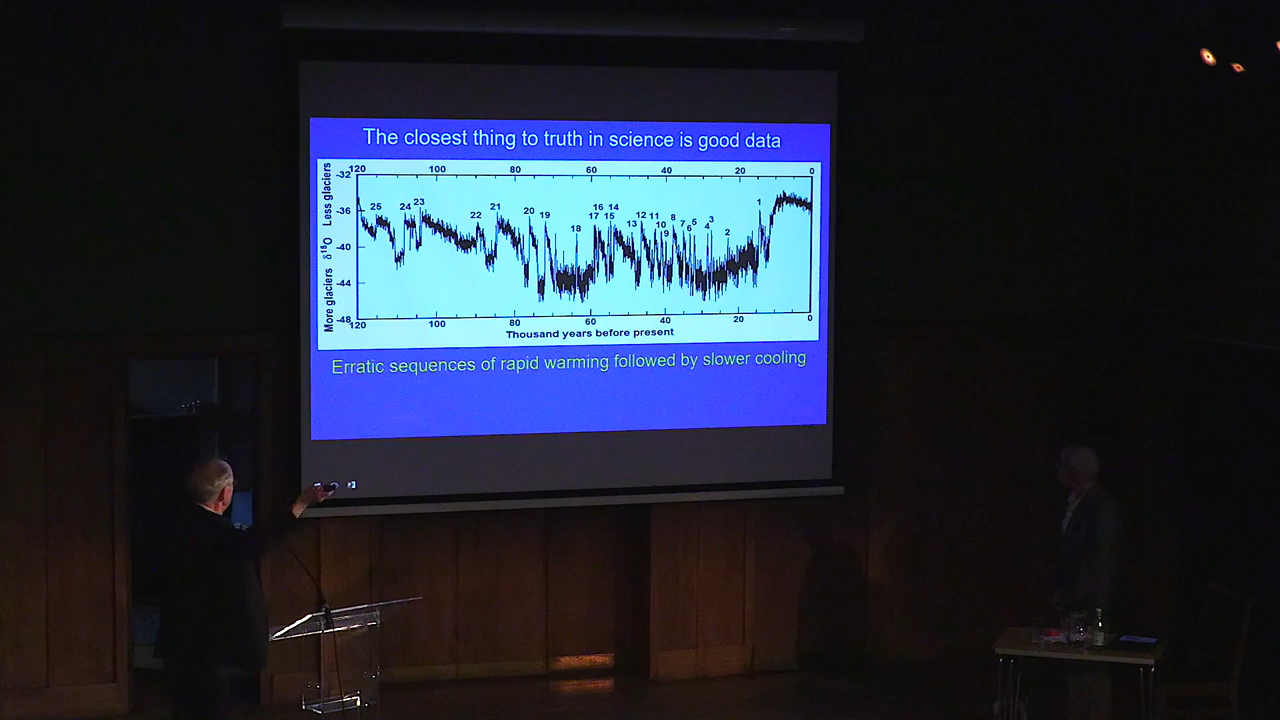 The closest thing to truth in science is good data
120 100 80 60 40 20 0
-32
-36
-40
-44
-48
More glaciers δ¹⁸O Less glaciers
25 24 23 22 21 20 19 18 17 16 15 14 13 12 11 10 9 8 7 6 5 4 3 2 1
120 100 80 60 40 20 0
Thousand years before present
Erratic sequences of rapid warming followed by slower cooling